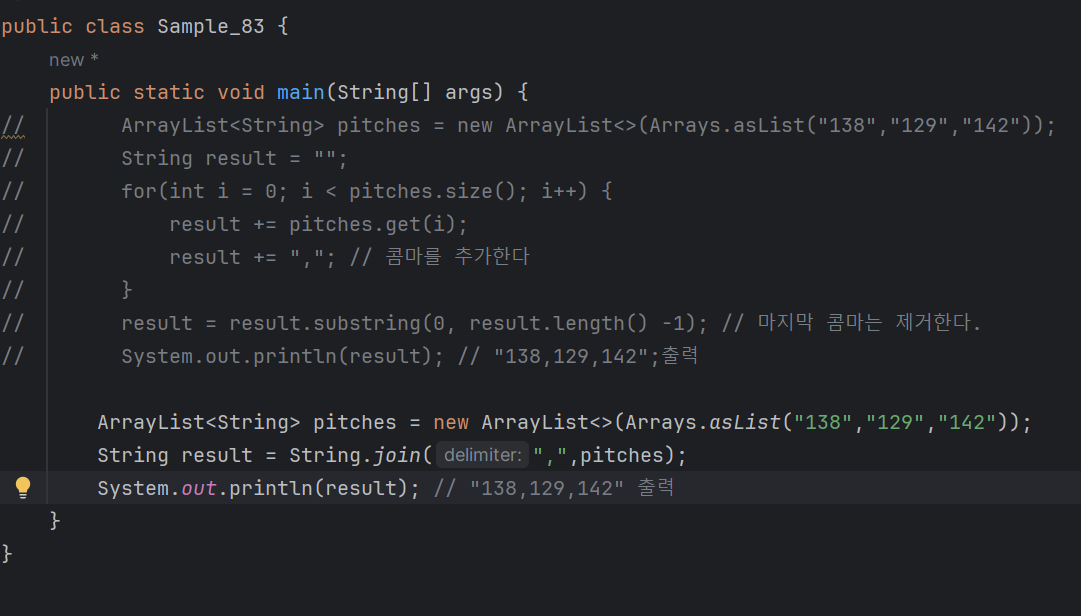 public class Sample_83 {
new *
public static void main(String[] args) {
//        ArrayList<String> pitches = new ArrayList<>(Arrays.asList("138","129","142"));
//        String result = "";
//        for(int i = 0; i < pitches.size(); i++) {
//            result += pitches.get(i);
//            result += ","; // 콤마를 추가한다
//        }
//        result = result.substring(0, result.length() -1); // 마지막 콤마는 제거한다.
//        System.out.println(result); // "138,129,142";출력
ArrayList<String> pitches = new ArrayList<>(Arrays.asList("138","129","142"));
String result = String.join( delimiter: ",",pitches);
System.out.println(result); // "138,129,142" 출력
}
}